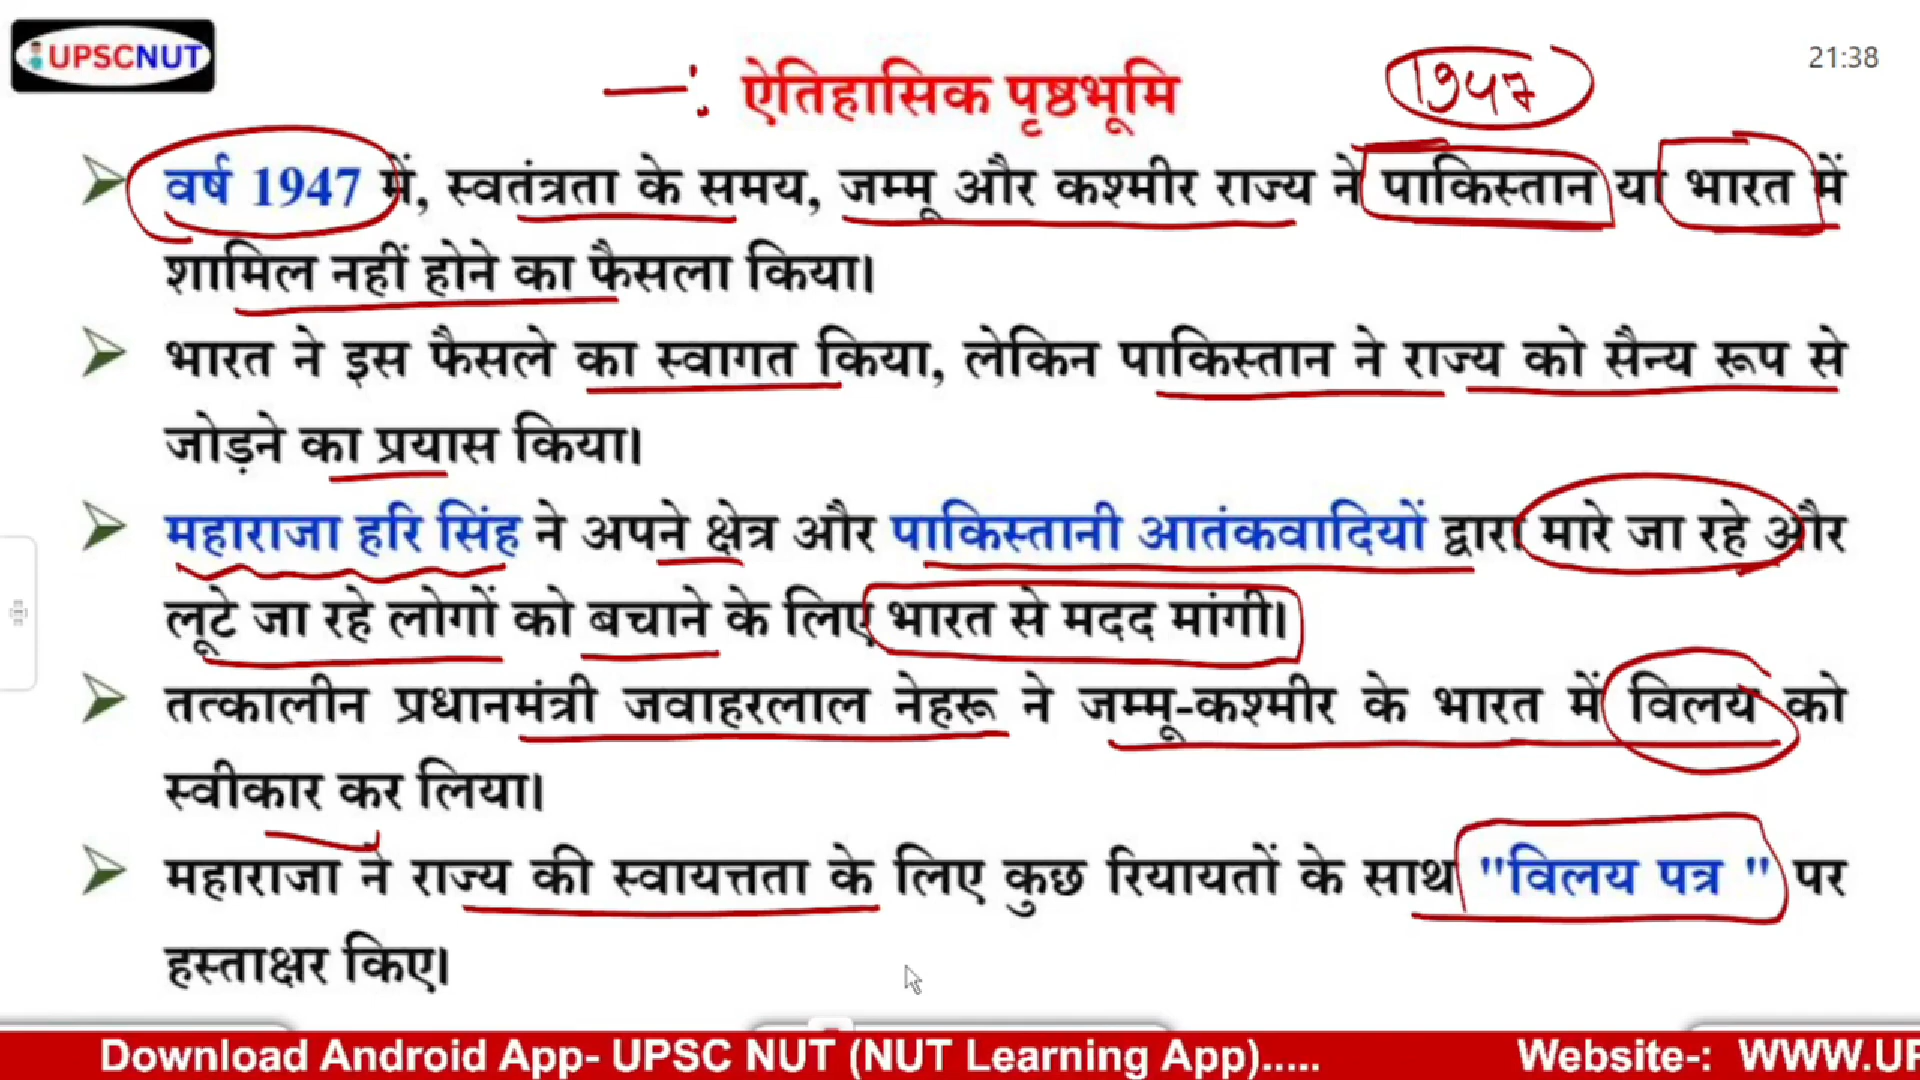 UPSCNUT
—: ऐतिहासिक पृष्ठभूमि
1947
21:38
वर्ष 1947 में, स्वतंत्रता के समय, जम्मू और कश्मीर राज्य ने पाकिस्तान या भारत में
शामिल नहीं होने का फैसला किया।
भारत ने इस फैसले का स्वागत किया, लेकिन पाकिस्तान ने राज्य को सैन्य रूप से
जोड़ने का प्रयास किया।
महाराजा हरि सिंह ने अपने क्षेत्र और पाकिस्तानी आतंकवादियों द्वारा मारे जा रहे और
लूटे जा रहे लोगों को बचाने के लिए भारत से मदद मांगी।
तत्कालीन प्रधानमंत्री जवाहरलाल नेहरू ने जम्मू-कश्मीर के भारत में विलय को
स्वीकार कर लिया।
महाराजा ने राज्य की स्वायत्तता के लिए कुछ रियायतों के साथ "विलय पत्र " पर
हस्ताक्षर किए।
Download Android App- UPSC NUT (NUT Learning App)..... Website-: WWW.UP